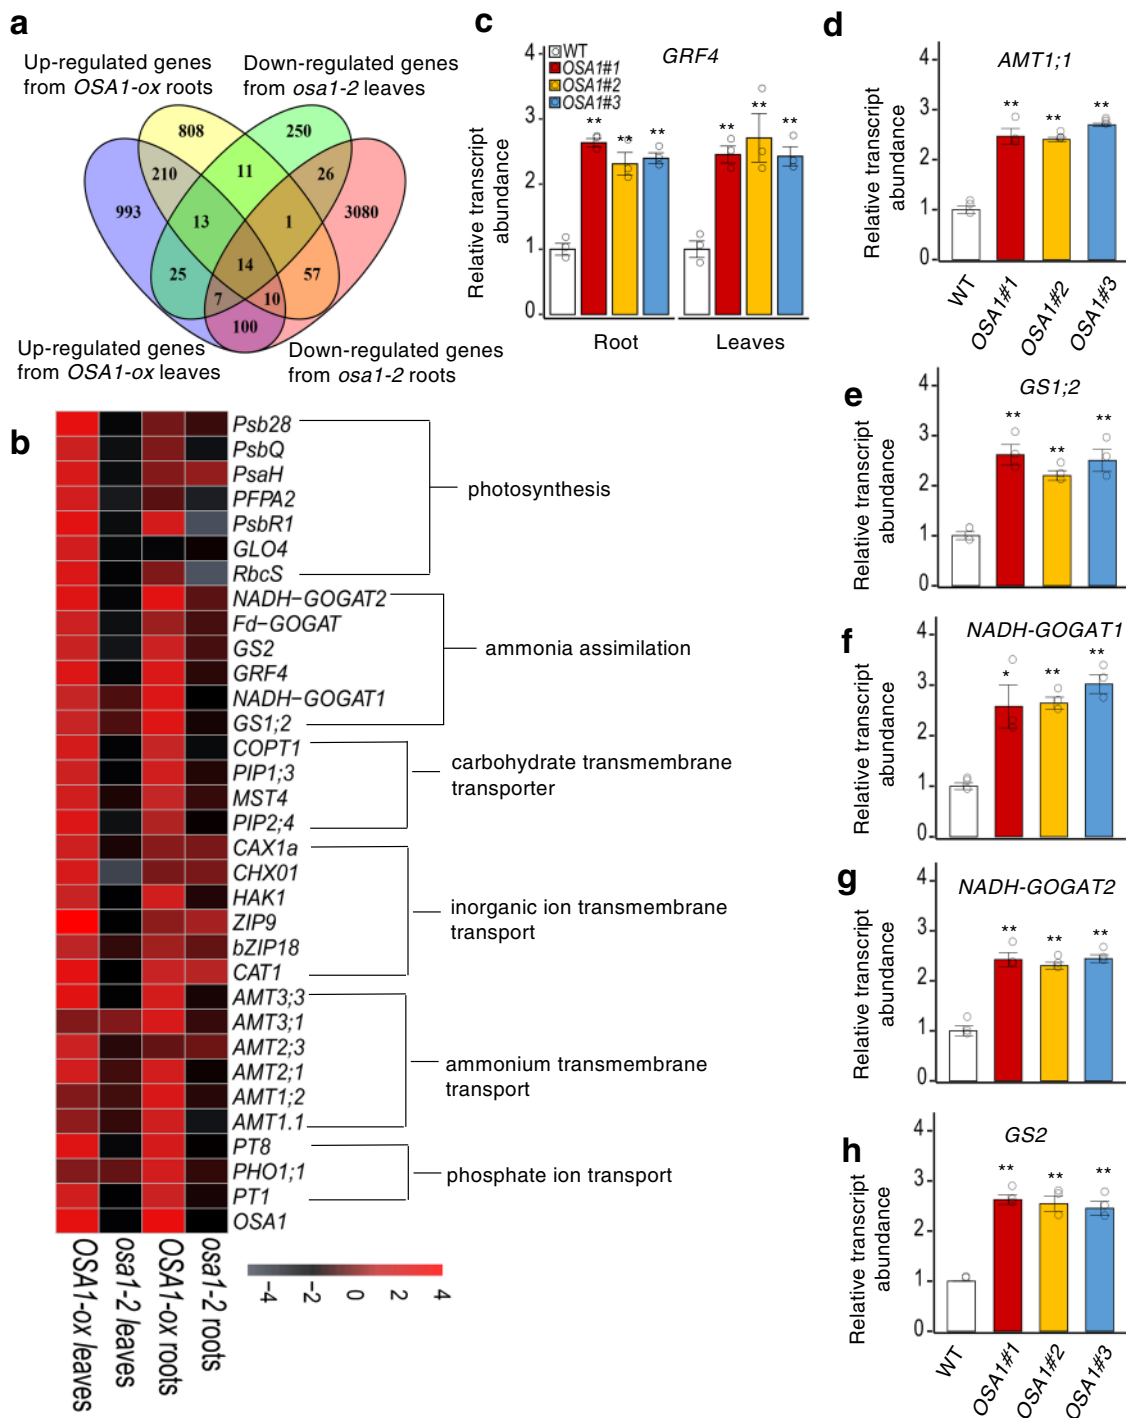 a
Up-regulated genes
from OSA1-ox roots
Down-regulated genes
from osa1-2 leaves
808
250
210
11
26
993
13
1
3080
25
14
57
7
10
100
Up-regulated genes
from OSA1-ox leaves
Down-regulated genes
from osa1-2 roots
b
Psb28
PsbQ
PsaH
PFPA2
PsbR1
GLO4
RbcS
NADH−GOGAT2
Fd−GOGAT
GS2
GRF4
NADH−GOGAT1
GS1;2
COPT1
PIP1;3
MST4
PIP2;4
CAX1a
CHX01
HAK1
ZIP9
bZIP18
CAT1
AMT3;3
AMT3;1
AMT2;3
AMT2;1
AMT1;2
AMT1.1
PT8
PHO1;1
PT1
OSA1
photosynthesis
ammonia assimilation
carbohydrate transmembrane
transporter
inorganic ion transmembrane
transport
ammonium transmembrane
transport
phosphate ion transport
OSA1-ox leaves
osa1-2 leaves
OSA1-ox roots
osa1-2 roots
-4
-2
0
2
4
c
GRF4
WT
OSA1#1
OSA1#2
OSA1#3
Relative transcript
abundance
4
3
2
1
0
** ** ** ** ** **
Root
Leaves
d
AMT1;1
Relative transcript
abundance
4
3
2
1
0
** ** **
WT
OSA1#1
OSA1#2
OSA1#3
e
GS1;2
Relative transcript
abundance
4
3
2
1
0
** ** **
f
NADH-GOGAT1
Relative transcript
abundance
4
3
2
1
0
* ** **
g
NADH-GOGAT2
Relative transcript
abundance
4
3
2
1
0
** ** **
h
GS2
Relative transcript
abundance
4
3
2
1
0
** ** **
WT
OSA1#1
OSA1#2
OSA1#3